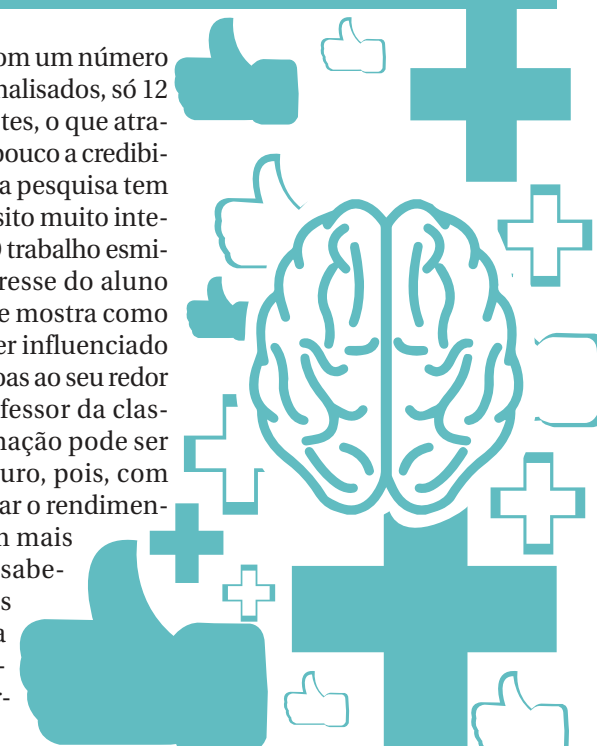 om um número
nalisados, só 12
tes, o que atra-
pouco a credibi-
a pesquisa tem
sito muito inte-
O trabalho esmi-
resse do aluno
e mostra como
er influenciado
oas ao seu redor
fessor da clas-
nação pode ser
uro, pois, com
ar o rendimen-
n mais
sabe-
s
a
-
r-